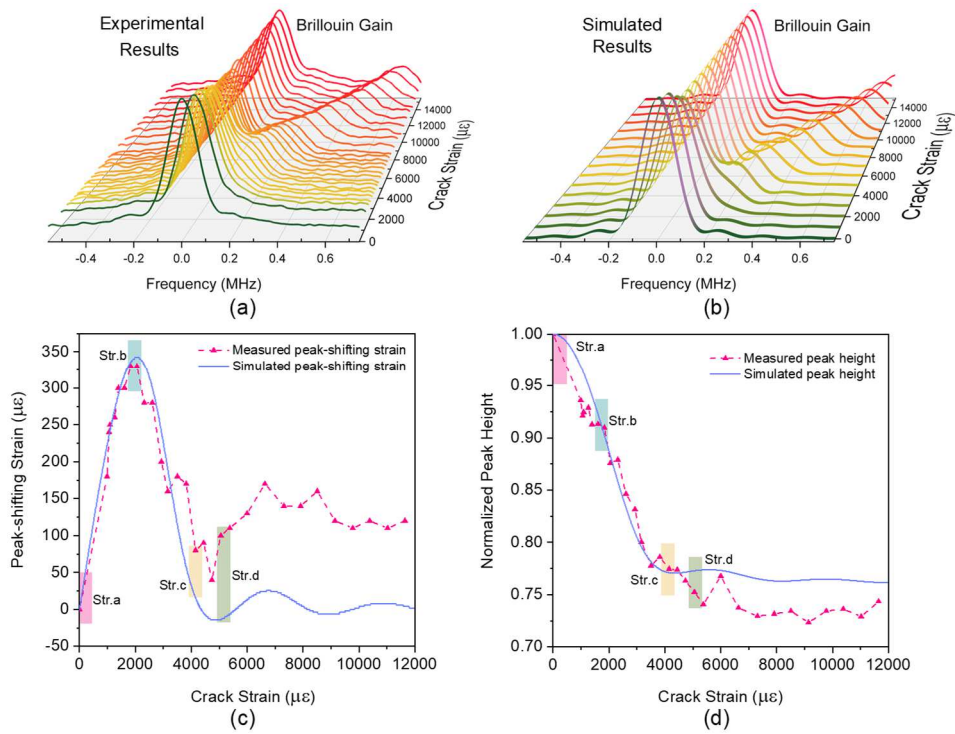 Experimental
Results
Brillouin Gain
14000
12000
10000
8000
6000
4000
2000
0
Crack Strain (με)
-0.4
-0.2
0.0
0.2
0.4
0.6
Frequency (MHz)
(a)
Simulated
Results
Brillouin Gain
14000
12000
10000
8000
6000
4000
2000
0
Crack Strain (με)
-0.4
-0.2
0.0
0.2
0.4
0.6
Frequency (MHz)
(b)
350
300
250
200
150
100
50
0
-50
Peak-shifting Strain (με)
Str.b
Measured peak-shifting strain
Simulated peak-shifting strain
Str.c
Str.d
Str.a
0
2000
4000
6000
8000
10000
12000
Crack Strain (με)
(c)
1.00
0.95
0.90
0.85
0.80
0.75
0.70
Normalized Peak Height
Str.a
Measured peak height
Simulated peak height
Str.b
Str.d
Str.c
0
2000
4000
6000
8000
10000
12000
Crack Strain (με)
(d)